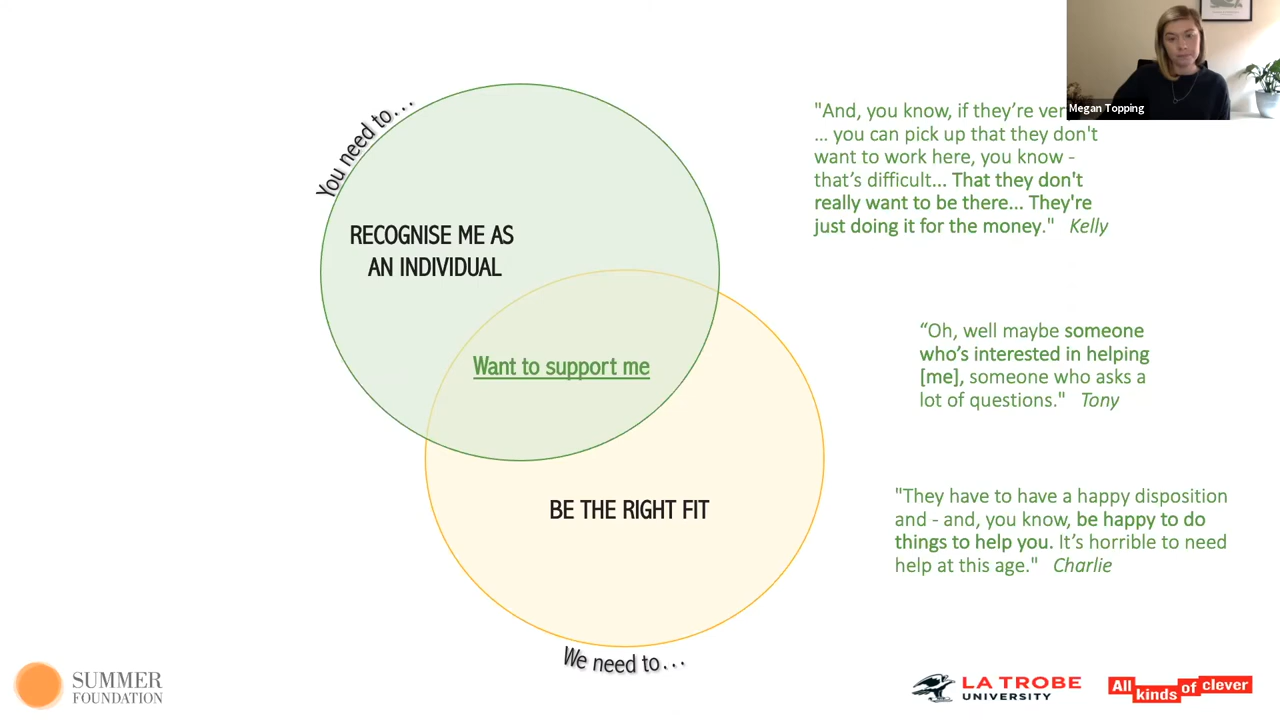 You need to...
RECOGNISE ME AS
AN INDIVIDUAL
Want to support me
BE THE RIGHT FIT
We need to...
"And, you know, if they're
... you can pick up that they don't
want to work here, you know -
that's difficult... That they don't
really want to be there... They're
just doing it for the money." Kelly
“Oh, well maybe someone
who's interested in helping
[me], someone who asks a
lot of questions." Tony
"They have to have a happy disposition
and - and, you know, be happy to do
things to help you. It's horrible to need
help at this age." Charlie
Megan Topping
SUMMER
FOUNDATION
LA TROBE
UNIVERSITY
All kinds of clever